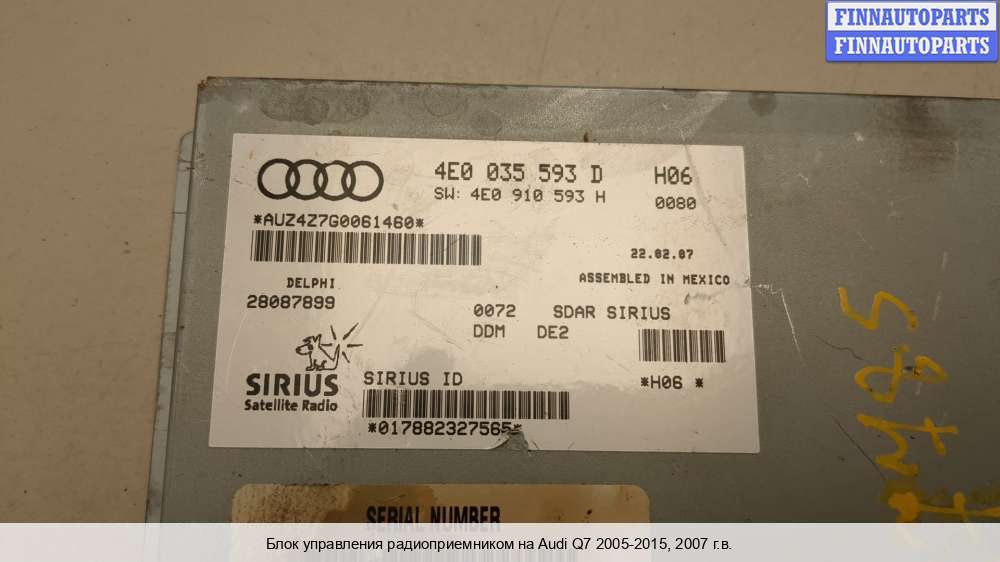 FINNAUTOPARTS
FINNAUTOPARTS
4E0 035 593 D H06
SW: 4E0 910 593 H 0080
*AUZ4Z7G0061460*
22.02.07
ASSEMBLED IN MEXICO
DELPHI
28087899
0072 SDAR SIRIUS
DDM DE2
SIRIUS
Satellite Radio
SIRIUS ID
*H06 *
*017882327565*
SERIAL NUMBER
Блок управления радиоприемником на Audi Q7 2005-2015, 2007 г.в.